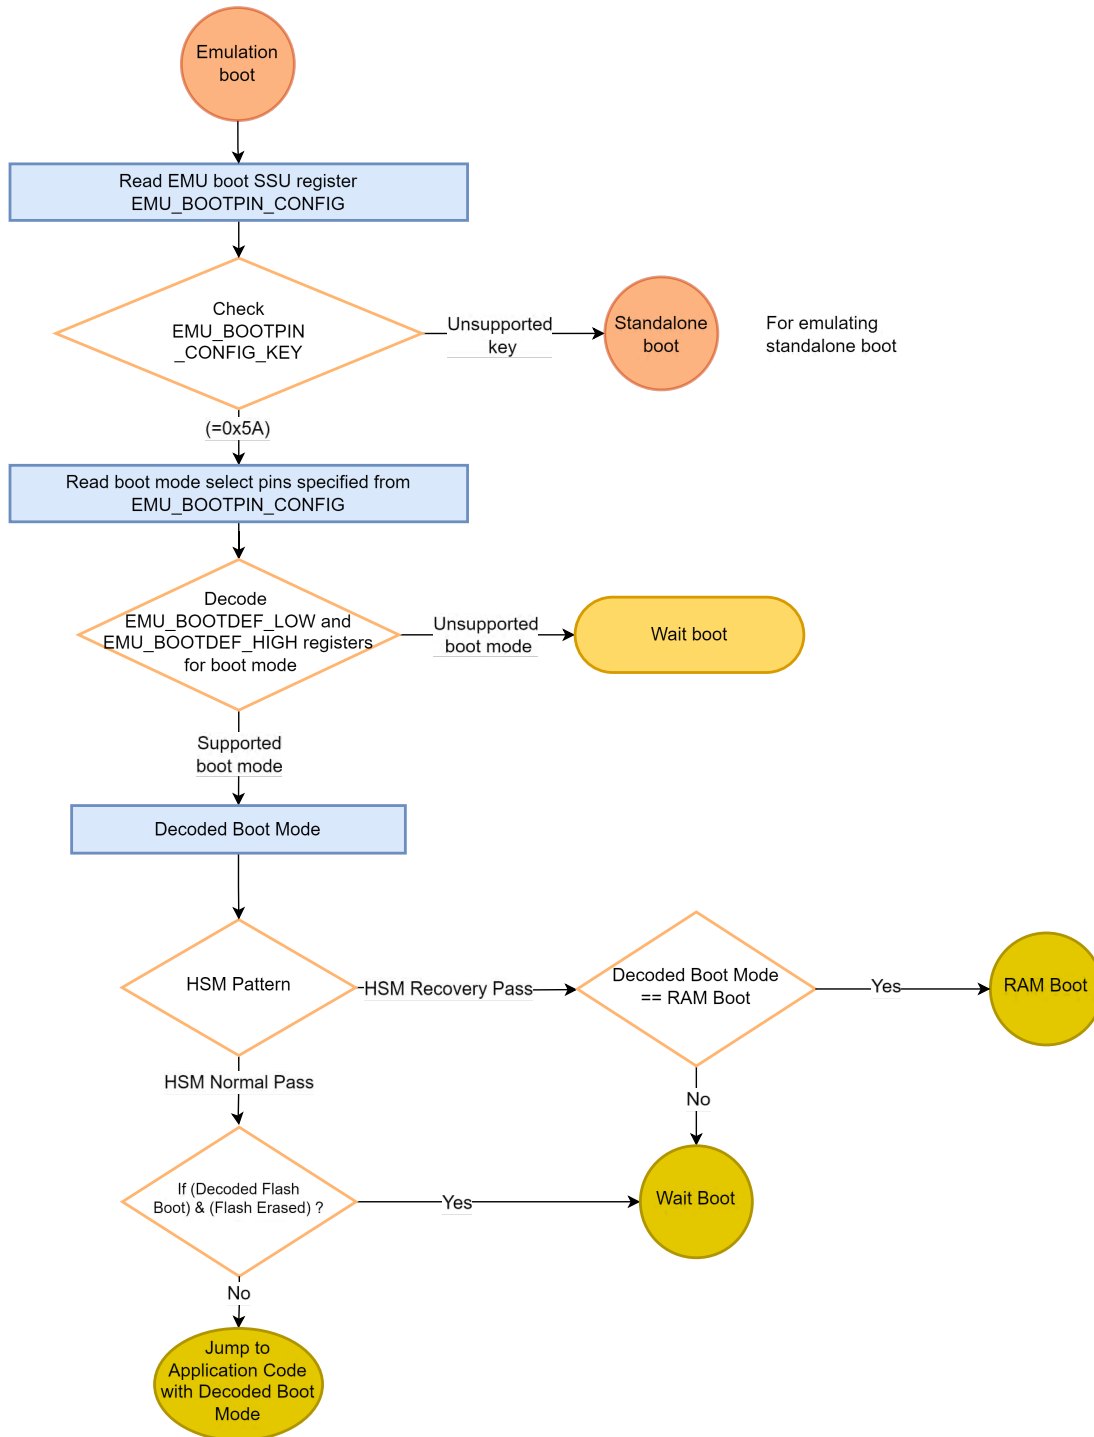 Emulation
boot
Read EMU boot SSU register
EMU_BOOTPIN_CONFIG
Check
EMU_BOOTPIN
_CONFIG_KEY
Unsupported
key
Standalone
boot
For emulating
standalone boot
(=0x5A)
Read boot mode select pins specified from
EMU_BOOTPIN_CONFIG
Decode
EMU_BOOTDEF_LOW and
EMU_BOOTDEF_HIGH registers
for boot mode
Unsupported
boot mode
Wait boot
Supported
boot mode
Decoded Boot Mode
HSM Pattern
HSM Recovery Pass
Decoded Boot Mode
== RAM Boot
Yes
RAM Boot
HSM Normal Pass
No
If (Decoded Flash
Boot) & (Flash Erased) ?
Yes
Wait Boot
No
Jump to
Application Code
with Decoded Boot
Mode